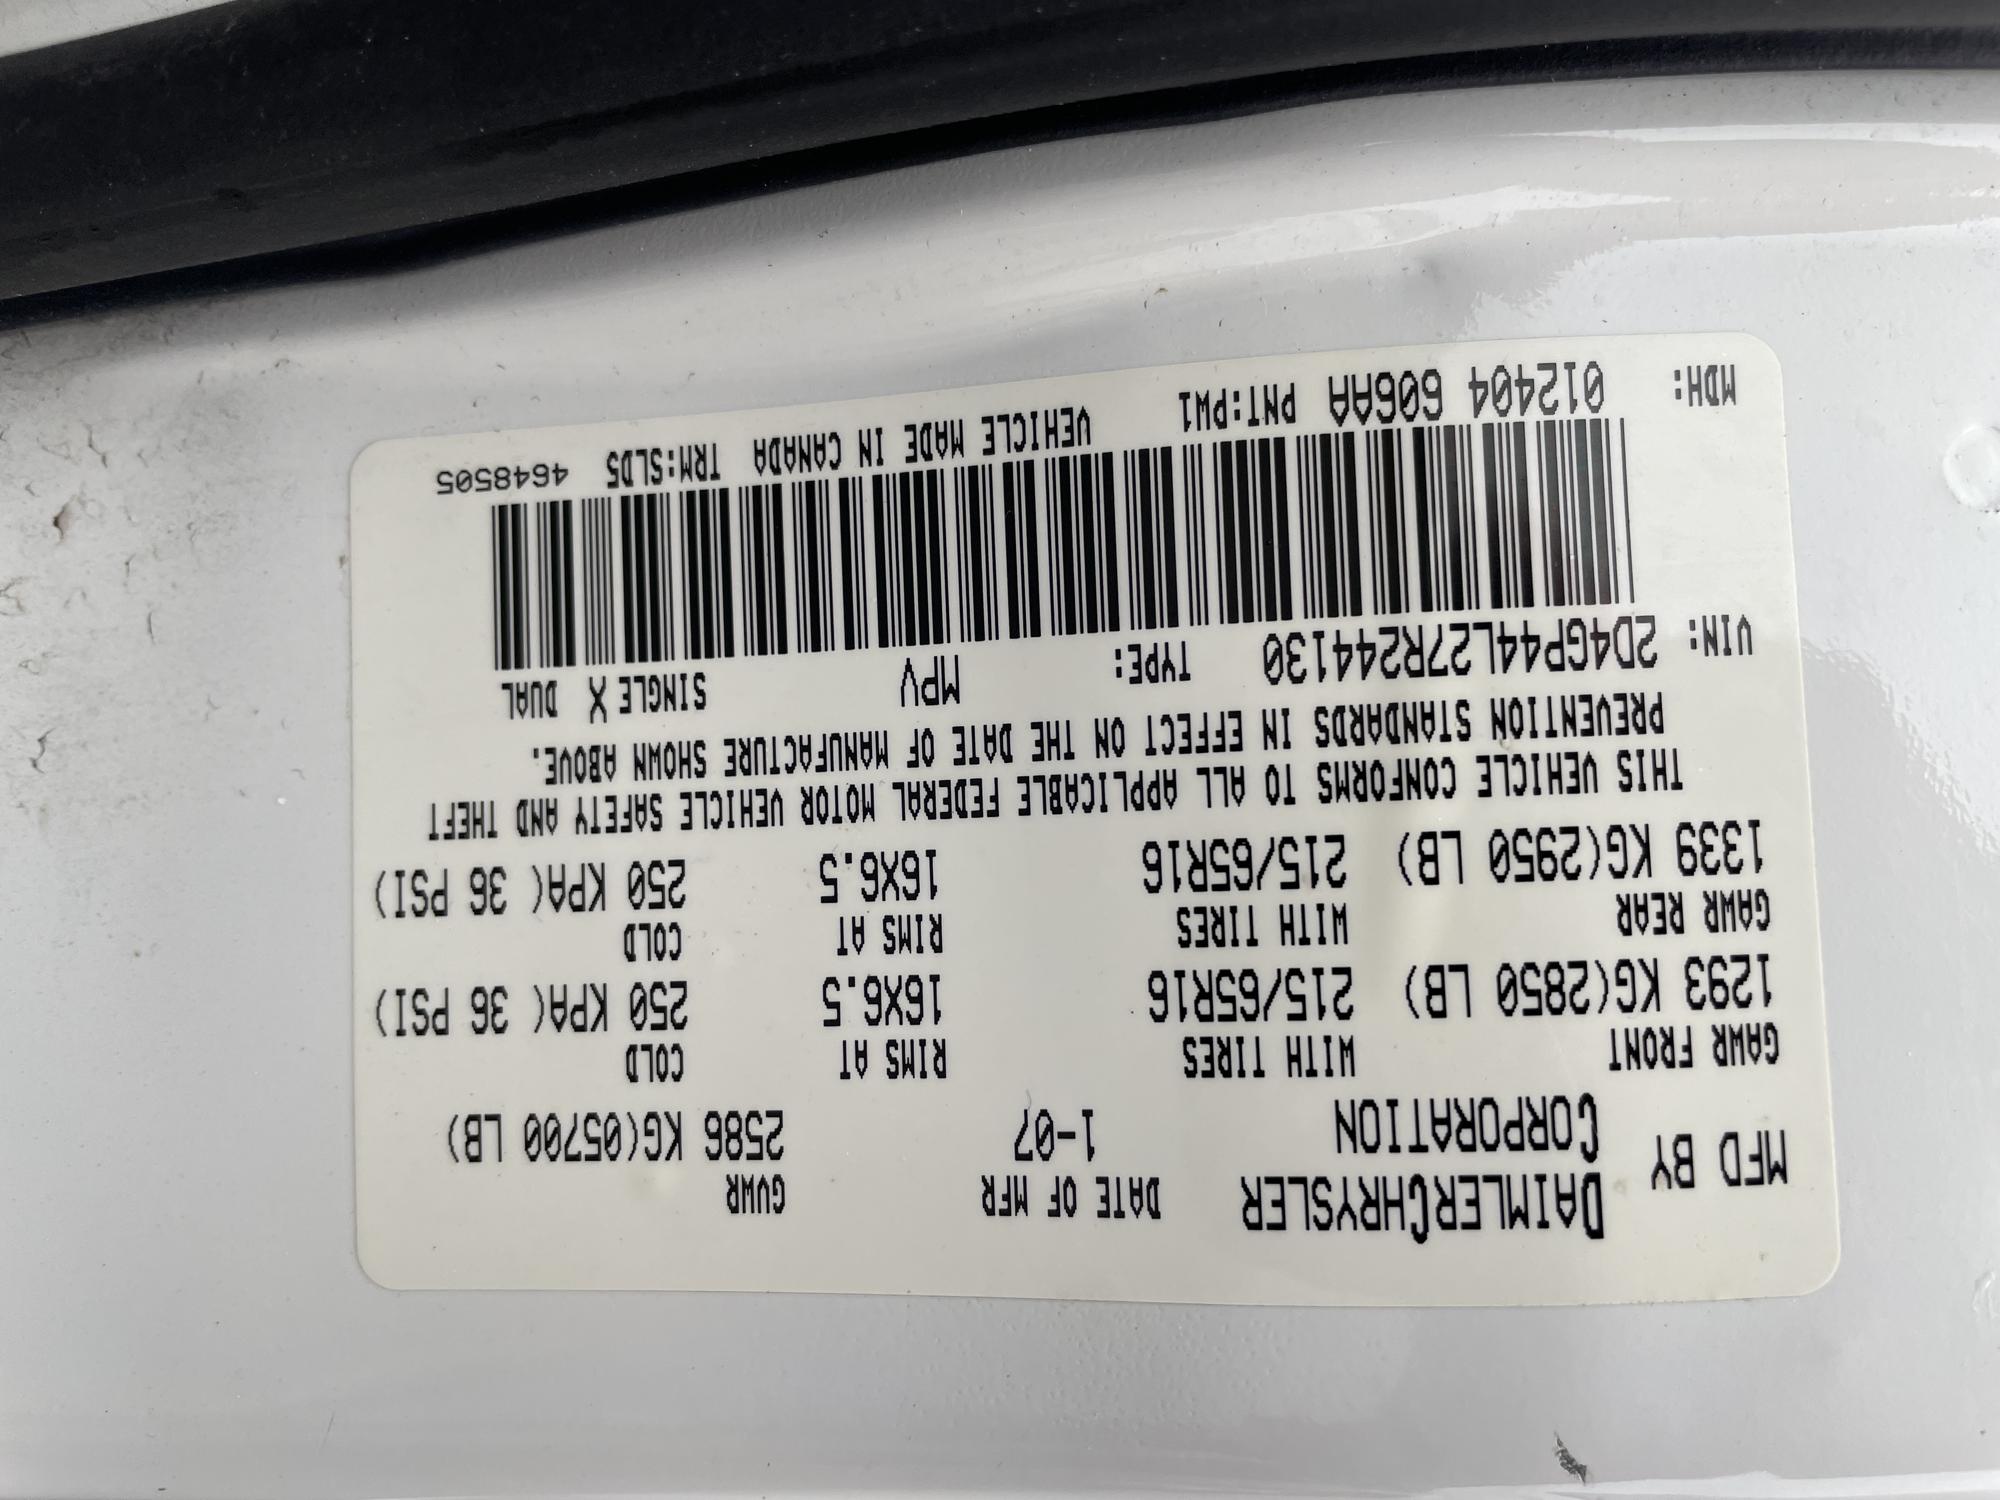 MFD BY DAIMLERCHRYSLER CORPORATION
DATE OF MFR
1-07
GVWR
2586 KG(05700 LB)
GAWR FRONT WITH TIRES RIMS AT COLD
1293 KG(2850 LB) 215/65R16 16X6.5 250 KPA( 36 PSI)
GAWR REAR WITH TIRES RIMS AT COLD
1339 KG(2950 LB) 215/65R16 16X6.5 250 KPA( 36 PSI)
THIS VEHICLE CONFORMS TO ALL APPLICABLE FEDERAL MOTOR VEHICLE SAFETY AND THEFT
PREVENTION STANDARDS IN EFFECT ON THE DATE OF MANUFACTURE SHOWN ABOVE.
VIN: 2D4GP44L27R244130 TYPE: MPV SINGLE X DUAL
MDH: 012404 606AA PNT:PW1 VEHICLE MADE IN CANADA TRM:SLD5 4648505